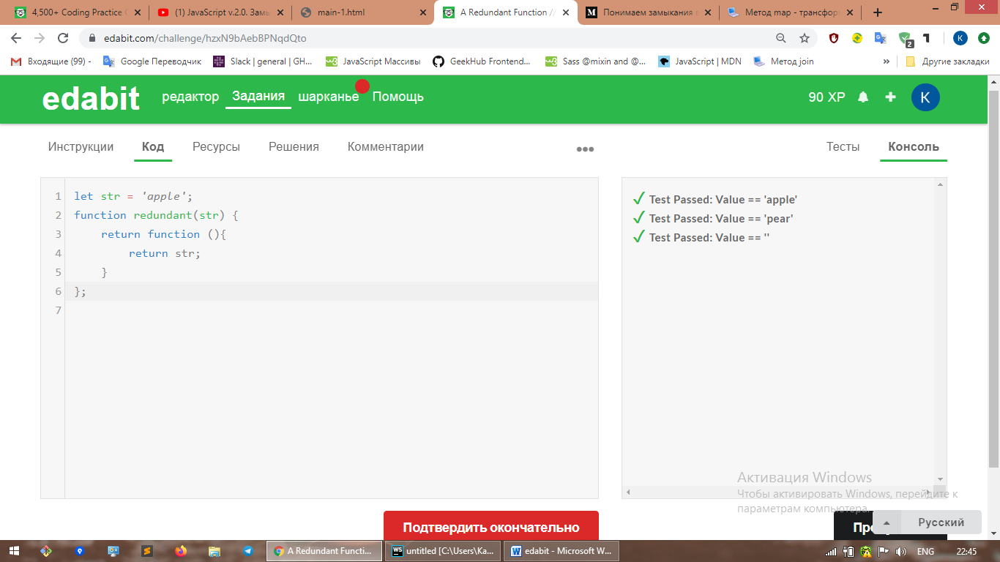 4,500+ Coding Practice
(1) JavaScript v.2.0. Замы
main-1.html
A Redundant Function //
Понимаем замыкания в
Метод map - трансфор
edabit.com/challenge/hzxN9bAebBPNqdQto
K
Входящие (99) -
Google Переводчик
Slack | general | GH...
JavaScript Массивы
GeekHub Frontend...
Sass @mixin and @...
JavaScript | MDN
Метод join
»
Другие закладки
edabit редактор Задания шарканье Помощь 90 XP K
Инструкции Код Ресурсы Решения Комментарии ••• Тесты Консоль
1 let str = 'apple';
2 function redundant(str) {
3 return function (){
4 return str;
5 }
6 };
7
✓ Test Passed: Value == 'apple'
✓ Test Passed: Value == 'pear'
✓ Test Passed: Value == ''
Активация Windows
Чтобы активировать Windows, перейдите к
параметрам компьютера.
Подтвердить окончательно
Русский
A Redundant Functi...
untitled [C:\Users\Ka...
edabit - Microsoft W...
ENG
22:45